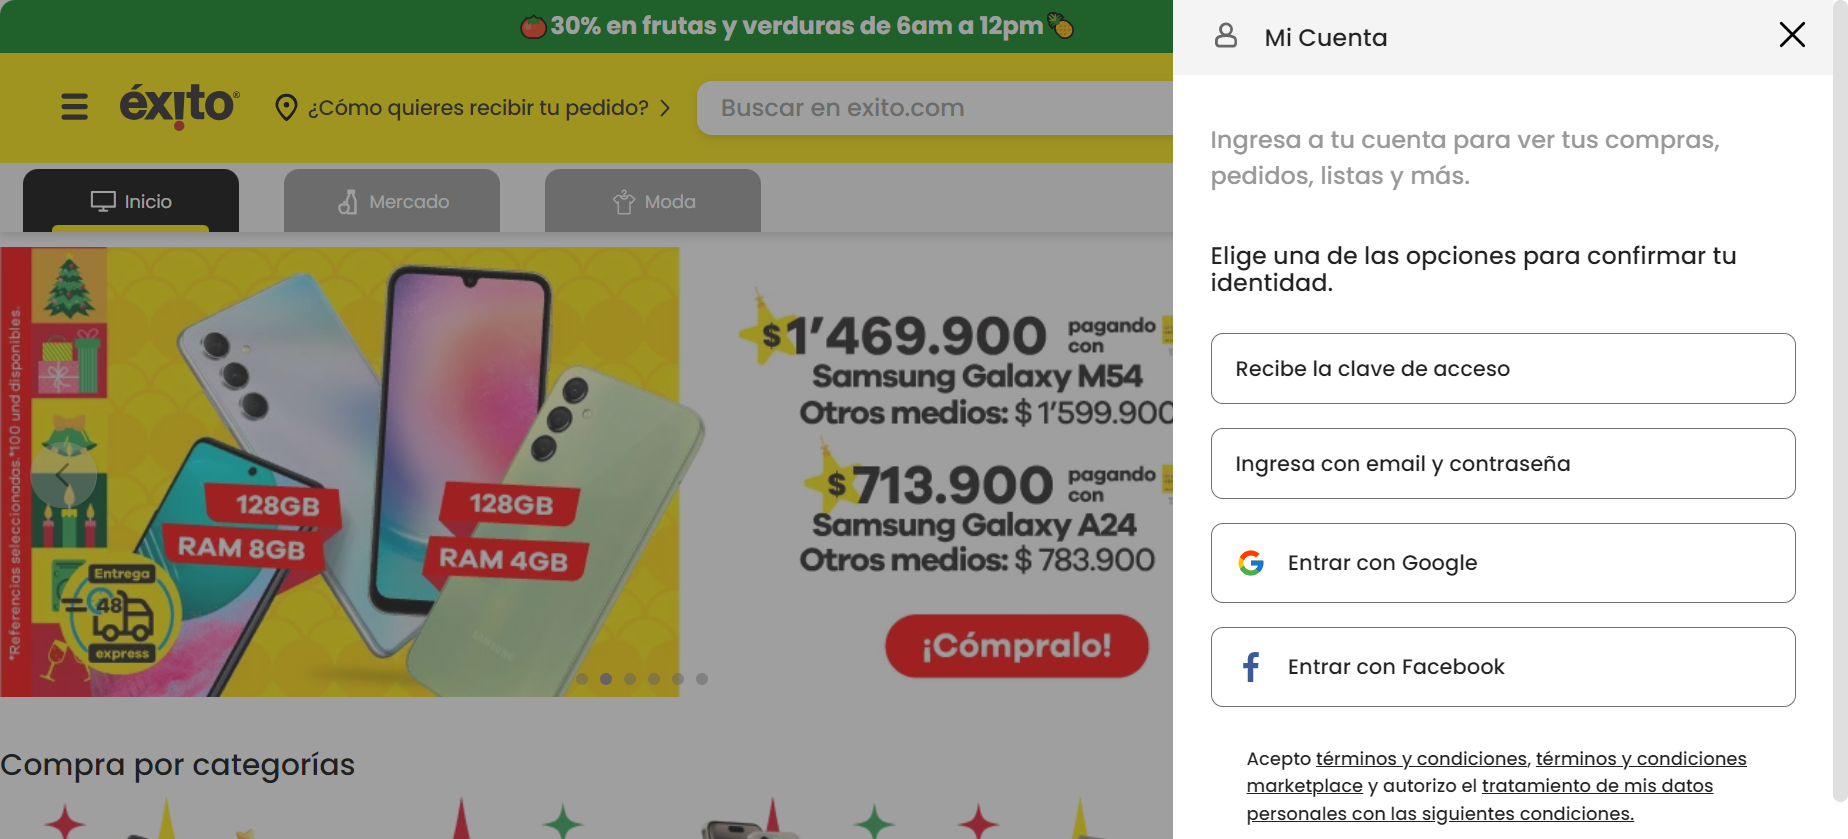 🍅30% en frutas y verduras de 6am a 12pm🍍
éxito®
¿Cómo quieres recibir tu pedido?
Buscar en exito.com
Inicio
Mercado
Moda
*Referencias seleccionadas.*100 und disponibles.
128GB
RAM 8GB
128GB
RAM 4GB
Entrega
48
express
$1'469.900 pagando con
Samsung Galaxy M54
Otros medios: $ 1'599.900
$713.900 pagando con
Samsung Galaxy A24
Otros medios: $ 783.900
¡Cómpralo!
Compra por categorías
Mi Cuenta
Ingresa a tu cuenta para ver tus compras,
pedidos, listas y más.
Elige una de las opciones para confirmar tu
identidad.
Recibe la clave de acceso
Ingresa con email y contraseña
Entrar con Google
Entrar con Facebook
Acepto términos y condiciones, términos y condiciones
marketplace y autorizo el tratamiento de mis datos
personales con las siguientes condiciones.